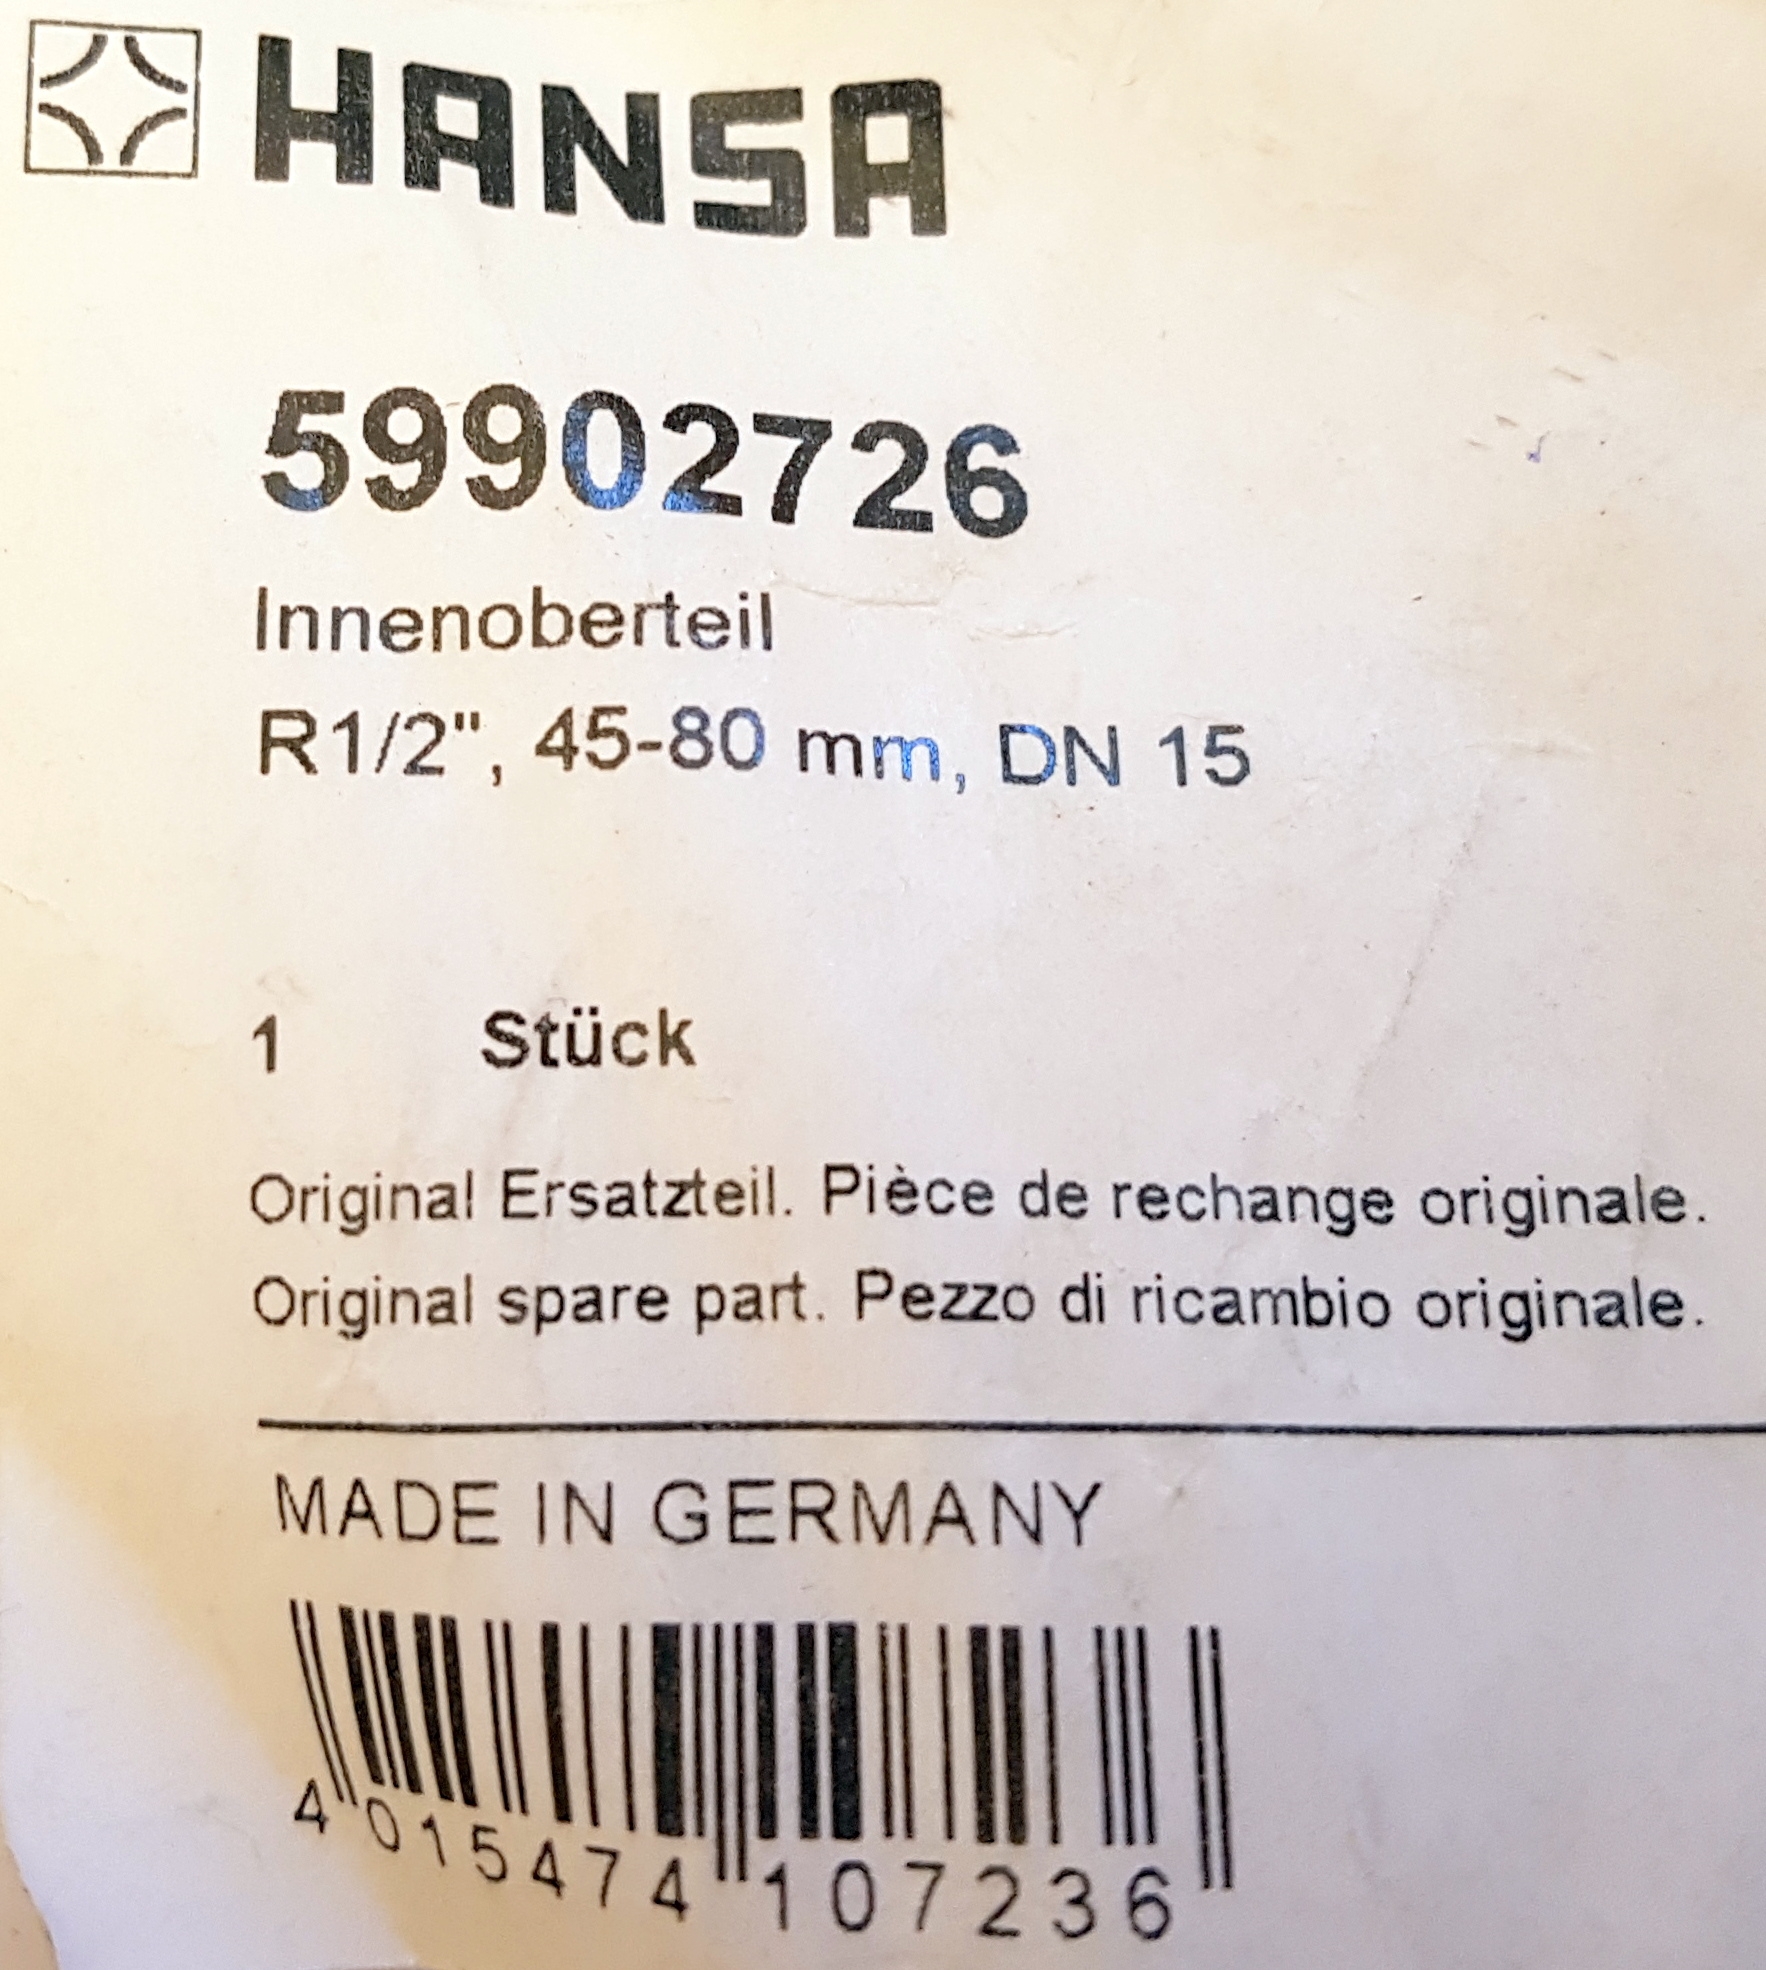 HANSA
59902726
Innenoberteil
R1/2", 45-80 mm, DN 15
1 Stück
Original Ersatzteil. Pièce de rechange originale.
Original spare part. Pezzo di ricambio originale.
MADE IN GERMANY
4 015474 107236